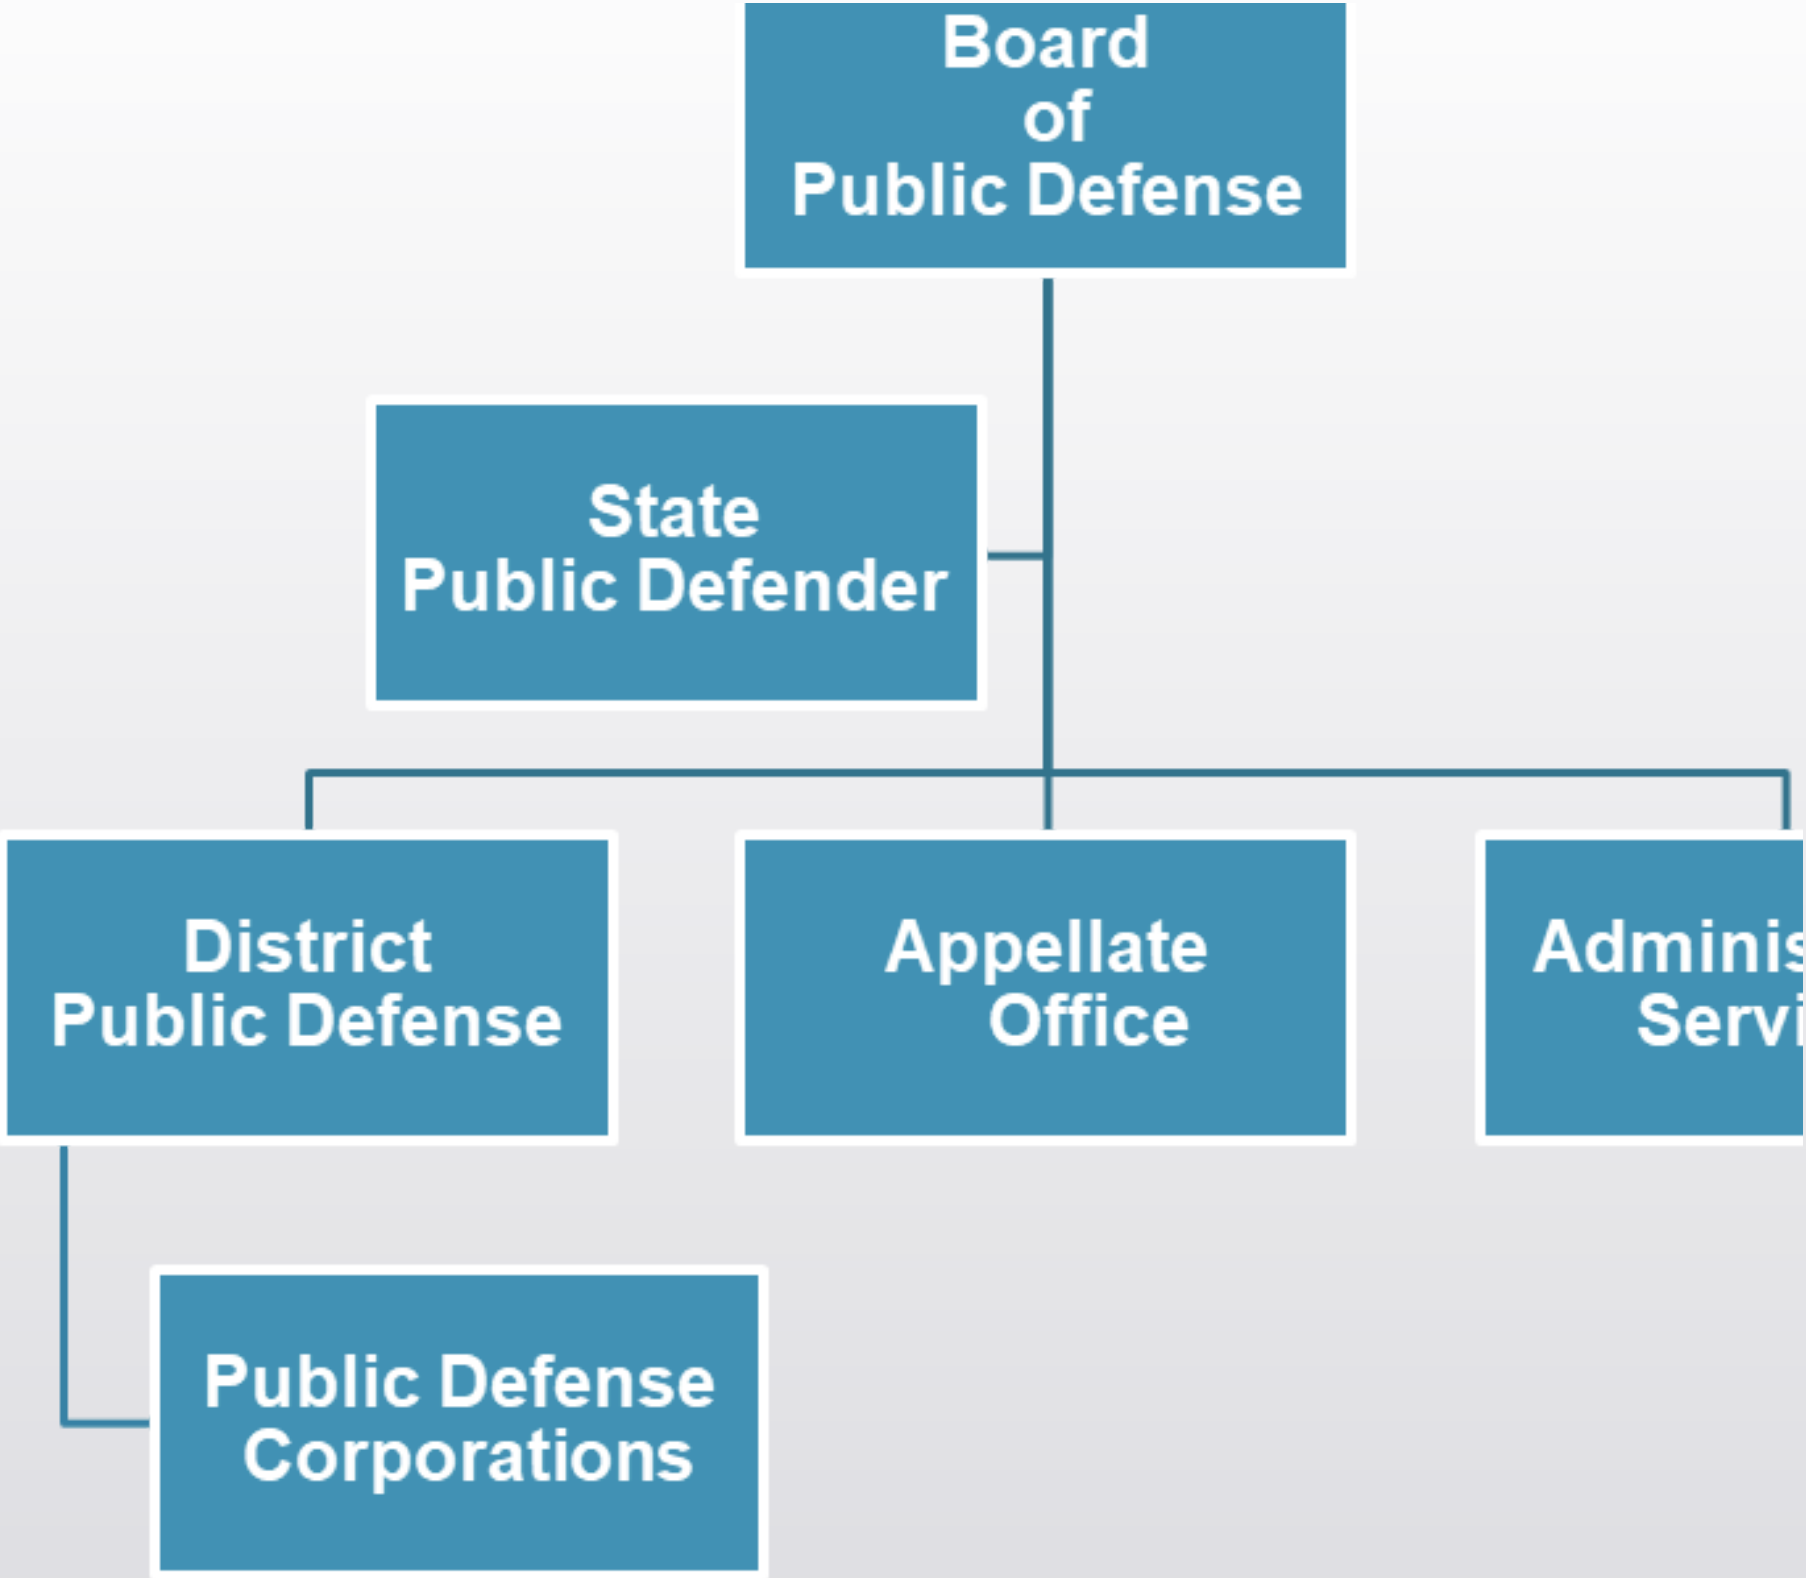 Board
of
Public Defense
State
Public Defender
District
Public Defense
Appellate
Office
Public Defense
Corporations